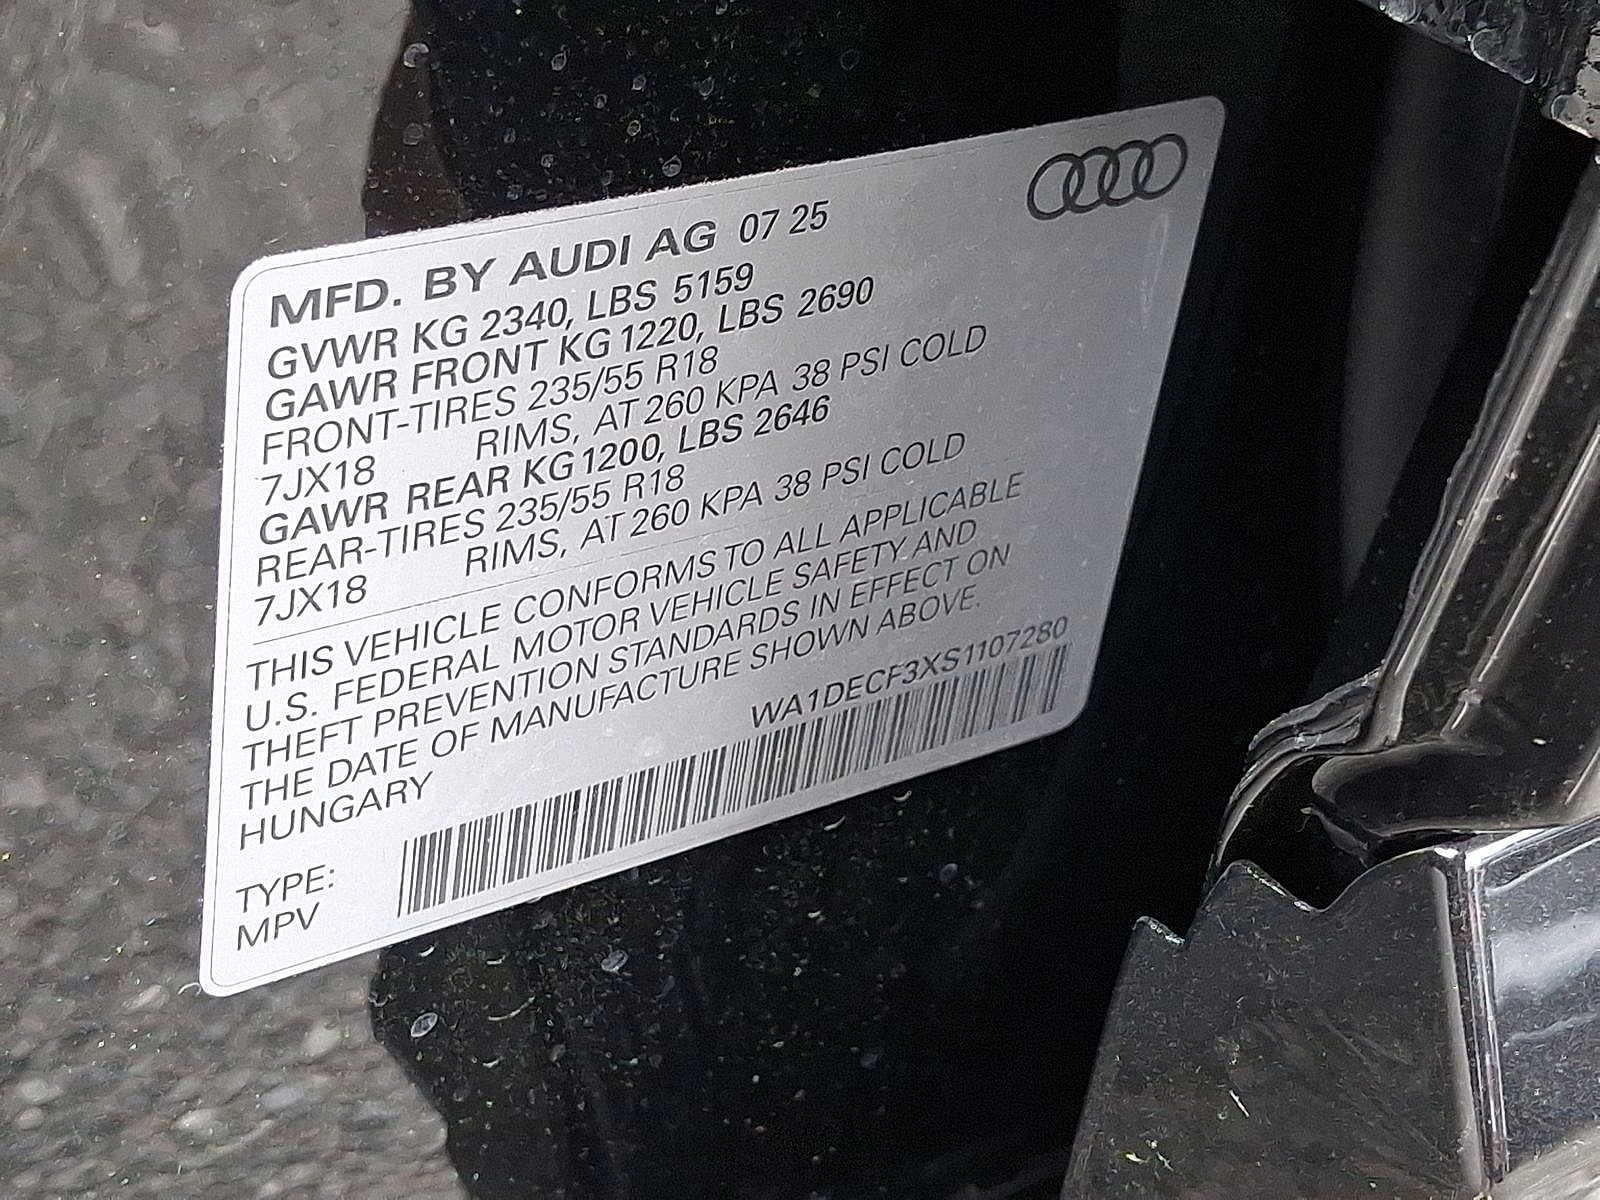 MFD. BY AUDI AG 07 25
GVWR KG 2340, LBS 5159
GAWR FRONT KG 1220, LBS 2690
FRONT-TIRES 235/55 R18
7JX18 RIMS, AT 260 KPA 38 PSI COLD
GAWR REAR KG 1200, LBS 2646
REAR-TIRES 235/55 R18
7JX18 RIMS, AT 260 KPA 38 PSI COLD
THIS VEHICLE CONFORMS TO ALL APPLICABLE
U.S. FEDERAL MOTOR VEHICLE SAFETY AND
THEFT PREVENTION STANDARDS IN EFFECT ON
THE DATE OF MANUFACTURE SHOWN ABOVE.
HUNGARY WA1DECF3XS1107280
TYPE:
MPV